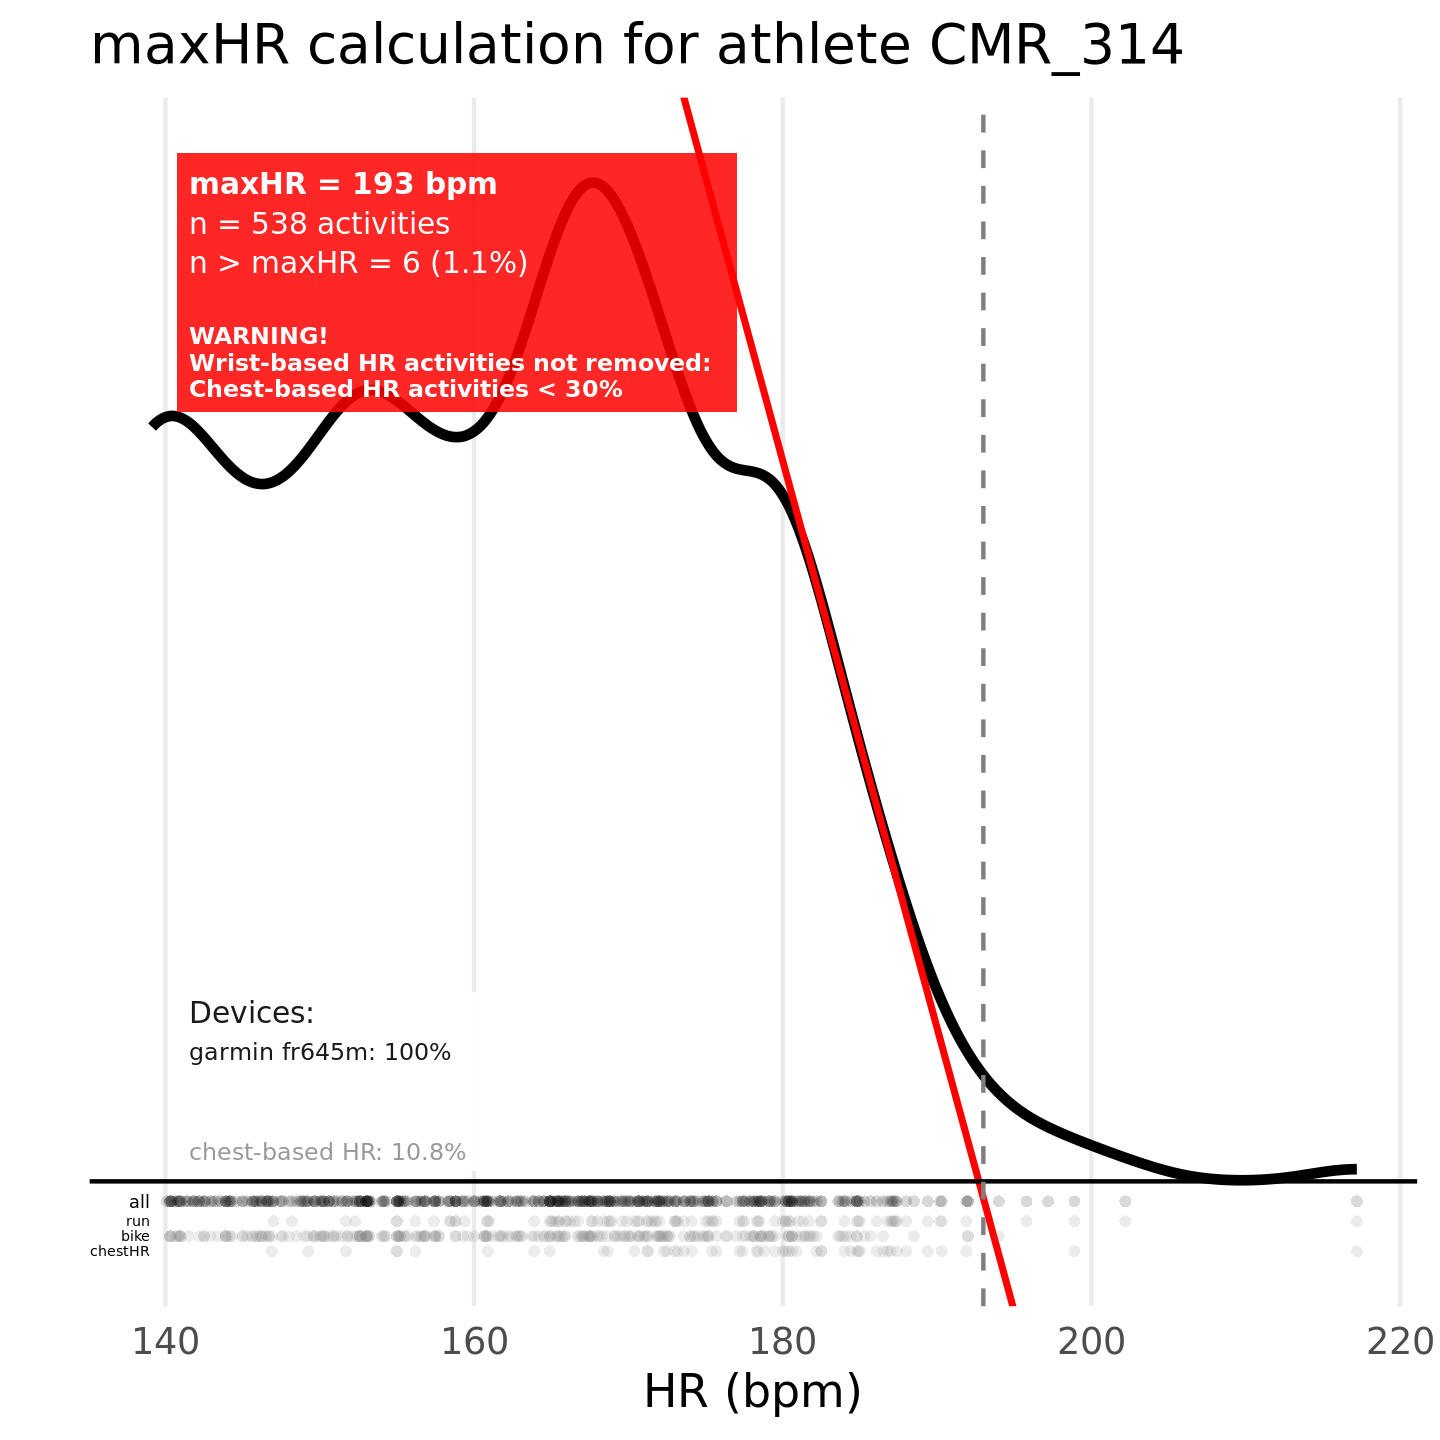 maxHR calculation for athlete CMR_314
maxHR = 193 bpm
n = 538 activities
n > maxHR = 6 (1.1%)
WARNING!
Wrist-based HR activities not removed:
Chest-based HR activities < 30%
Devices:
garmin fr645m: 100%
chest-based HR: 10.8%
all
run
bike
chestHR
140 160 180 200 220
HR (bpm)